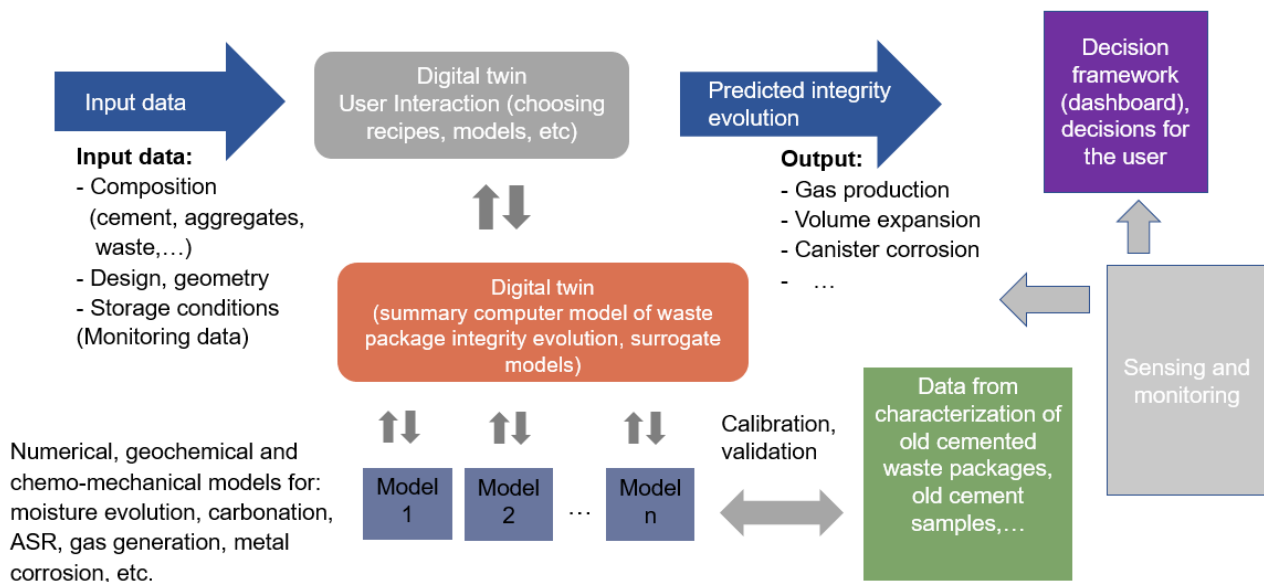 Input data
Input data:
- Composition
(cement, aggregates,
waste,…)
- Design, geometry
- Storage conditions
(Monitoring data)
Digital twin
User Interaction (choosing
recipes, models, etc)
Predicted integrity
evolution
Output:
- Gas production
- Volume expansion
- Canister corrosion
- …
Decision
framework
(dashboard),
decisions for
the user
Digital twin
(summary computer model of waste
package integrity evolution, surrogate
models)
Sensing and
monitoring
Numerical, geochemical and
chemo-mechanical models for:
moisture evolution, carbonation,
ASR, gas generation, metal
corrosion, etc.
Model
1
Model
2
…
Model
n
Calibration,
validation
Data from
characterization of
old cemented
waste packages,
old cement
samples,…